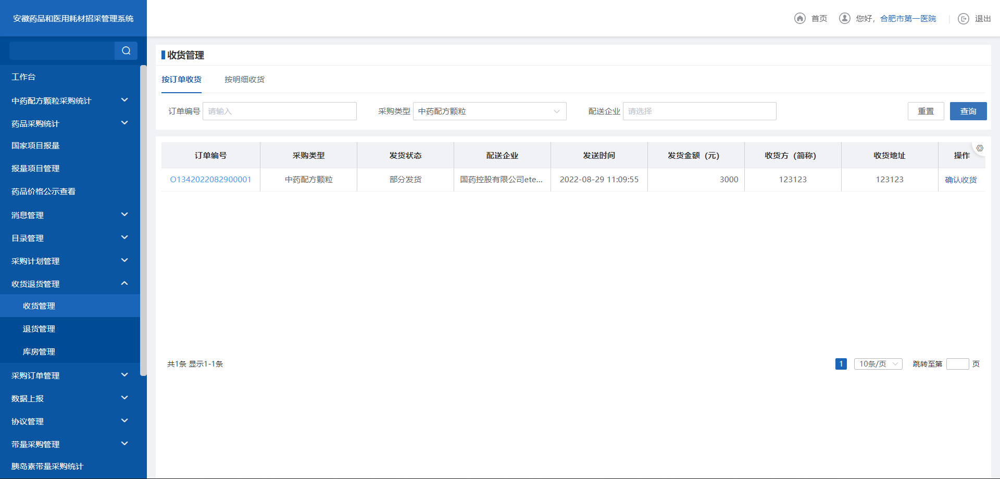 安徽药品和医用耗材招采管理系统
首页 您好，合肥市第一医院 退出
工作台
中药配方颗粒采购统计
药品采购统计
国家项目报量
报量项目管理
药品价格公示查看
消息管理
目录管理
采购计划管理
收货退货管理
收货管理
退货管理
库房管理
采购订单管理
数据上报
协议管理
带量采购管理
胰岛素带量采购统计
收货管理
按订单收货 按明细收货
订单编号 请输入 采购类型 中药配方颗粒 配送企业 请选择 重置 查询
订单编号 采购类型 发货状态 配送企业 发送时间 发货金额（元） 收货方（简称） 收货地址 操作
O1342022082900001 中药配方颗粒 部分发货 国药控股有限公司ete... 2022-08-29 11:09:55 3000 123123 123123 确认收货
共1条 显示1-1条 1 10条/页 跳转至第 页